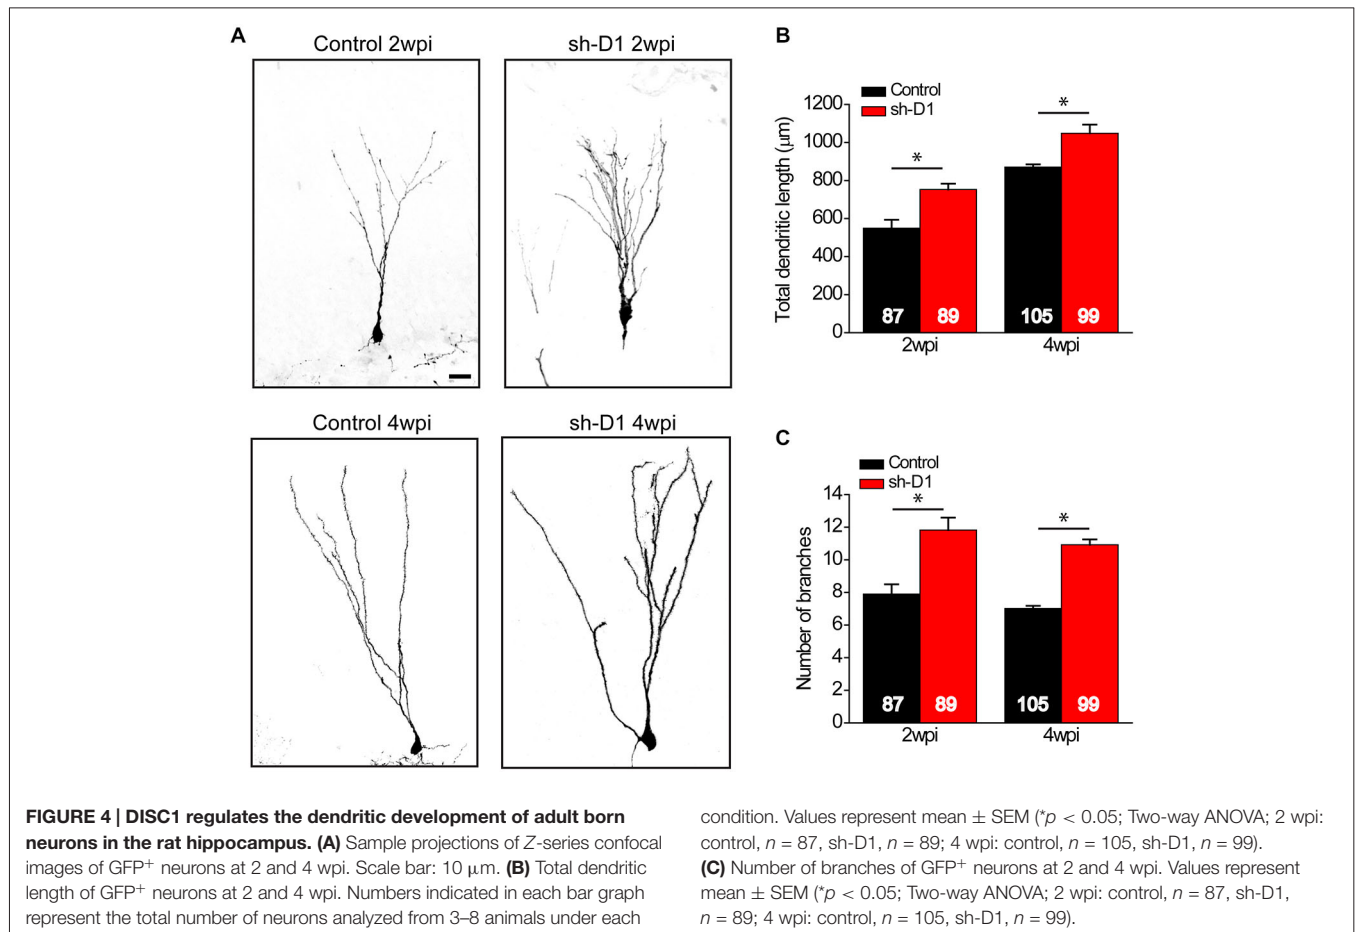 A
Control 2wpi
sh-D1 2wpi
Control 4wpi
sh-D1 4wpi
B
Control
sh-D1
Total dendritic length (μm)
1200
1000
800
600
400
200
0
*
*
87
89
105
99
2wpi
4wpi
C
Control
sh-D1
Number of branches
14
12
10
8
6
4
2
0
*
*
87
89
105
99
2wpi
4wpi
FIGURE 4 | DISC1 regulates the dendritic development of adult born
neurons in the rat hippocampus. (A) Sample projections of Z-series confocal
images of GFP⁺ neurons at 2 and 4 wpi. Scale bar: 10 μm. (B) Total dendritic
length of GFP⁺ neurons at 2 and 4 wpi. Numbers indicated in each bar graph
represent the total number of neurons analyzed from 3–8 animals under each
condition. Values represent mean ± SEM (*p < 0.05; Two-way ANOVA; 2 wpi:
control, n = 87, sh-D1, n = 89; 4 wpi: control, n = 105, sh-D1, n = 99).
(C) Number of branches of GFP⁺ neurons at 2 and 4 wpi. Values represent
mean ± SEM (*p < 0.05; Two-way ANOVA; 2 wpi: control, n = 87, sh-D1,
n = 89; 4 wpi: control, n = 105, sh-D1, n = 99).